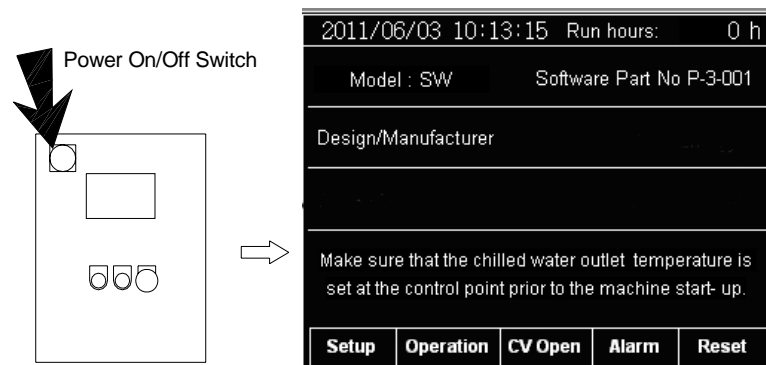 Power On/Off Switch
2011/06/03 10:13:15 Run hours: 0 h
Model : SW Software Part No P-3-001
Design/Manufacturer
Make sure that the chilled water outlet temperature is
set at the control point prior to the machine start- up.
Setup Operation CV Open Alarm Reset